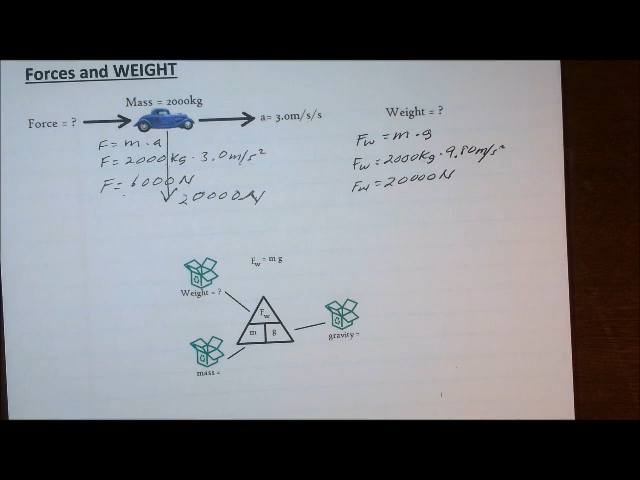 Forces and WEIGHT
Mass = 2000kg
Force = ?
a= 3.0m/s/s
F = m · a
F = 2000kg · 3.0m/s²
F = 6000N
20000N
Weight = ?
Fw = m · g
Fw = 2000kg · 9.80m/s²
Fw = 20000N
Fw = m g
Weight = ?
Fw
m g
gravity =
mass =